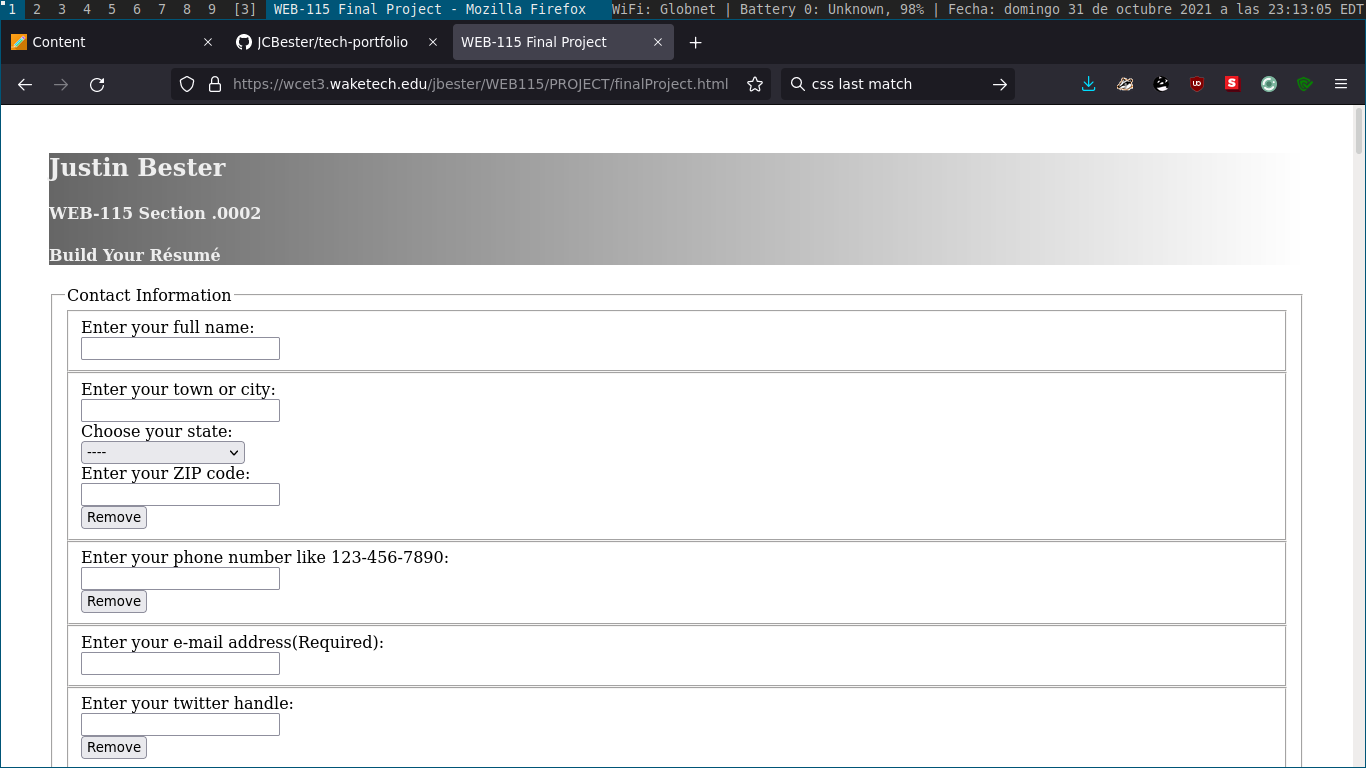 1 2 3 4 5 6 7 8 9 [3] WEB-115 Final Project - Mozilla Firefox WiFi: Globnet | Battery 0: Unknown, 98% | Fecha: domingo 31 de octubre 2021 a las 23:13:05 EDT
Content JCBester/tech-portfolio WEB-115 Final Project
https://wcet3.waketech.edu/jbester/WEB115/PROJECT/finalProject.html css last match
Justin Bester
WEB-115 Section .0002
Build Your Résumé
Contact Information
Enter your full name:
Enter your town or city:
Choose your state:
----
Enter your ZIP code:
Remove
Enter your phone number like 123-456-7890:
Remove
Enter your e-mail address(Required):
Enter your twitter handle:
Remove